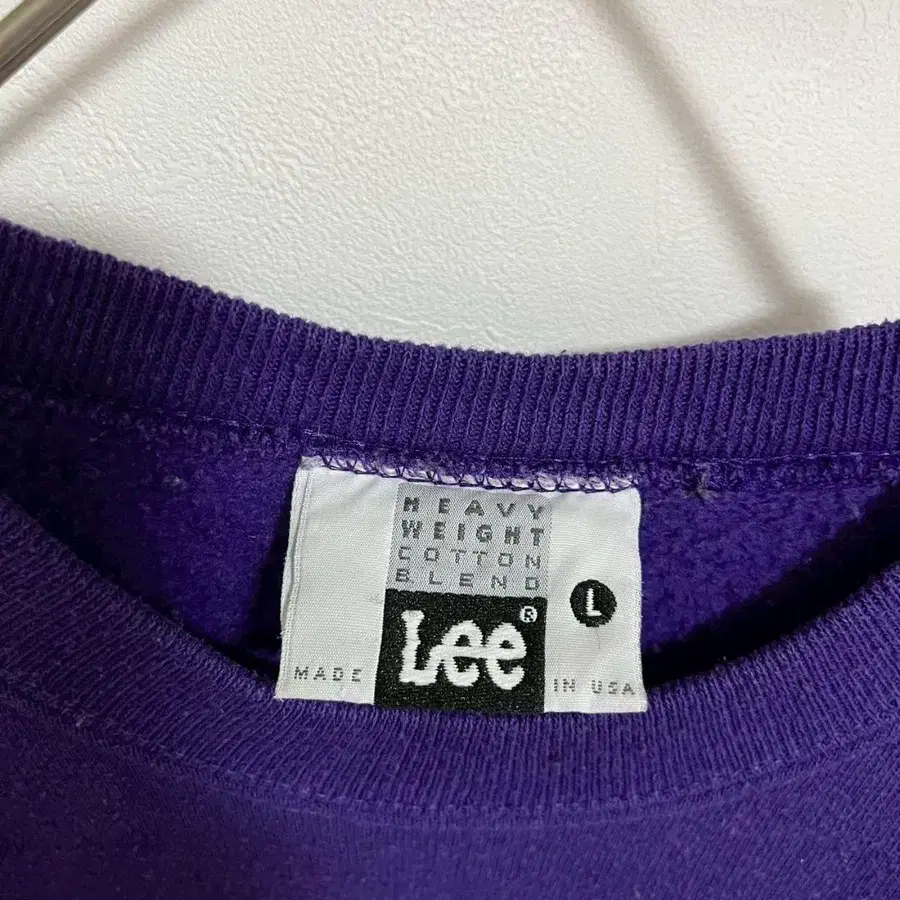 HEAVY
WEIGHT
COTTON
BLEND
L
Lee®
MADE IN USA